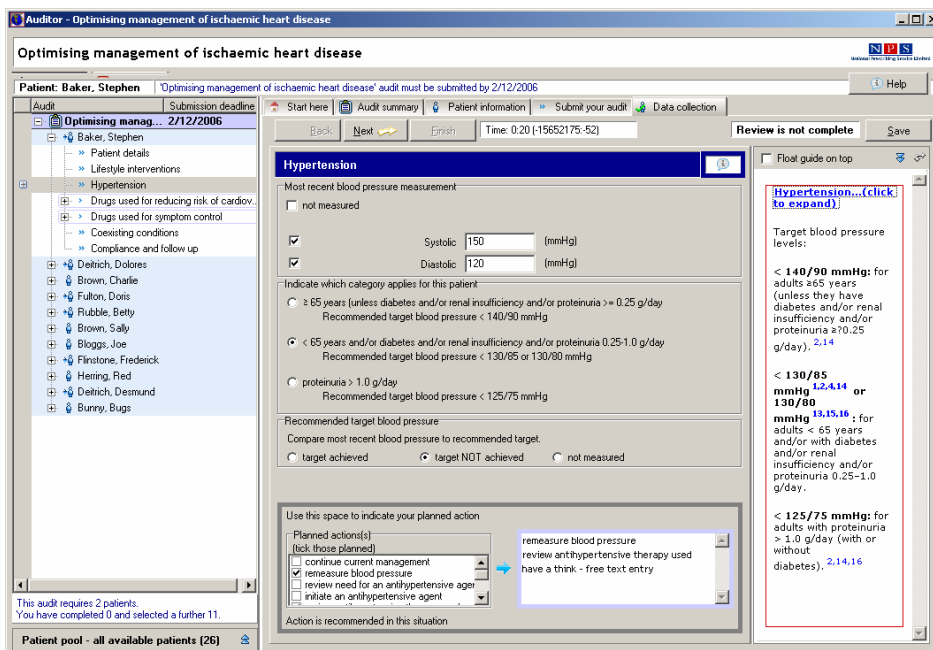 Auditor - Optimising management of ischaemic heart disease
Optimising management of ischaemic heart disease
NPS
National Prescribing Service Limited
Patient: Baker, Stephen
'Optimising management of ischaemic heart disease' audit must be submitted by 2/12/2006
Help
Audit
Submission deadline
Optimising manag... 2/12/2006
Baker, Stephen
Patient details
Lifestyle interventions
Hypertension
Drugs used for reducing risk of cardiov..
Drugs used for symptom control
Coexisting conditions
Compliance and follow up
Deitrich, Dolores
Brown, Charlie
Fulton, Doris
Rubble, Betty
Brown, Sally
Bloggs, Joe
Flinstone, Frederick
Herring, Red
Deitrich, Desmund
Bunny, Bugs
This audit requires 2 patients.
You have completed 0 and selected a further 11.
Patient pool - all available patients (26)
Start here
Audit summary
Patient information
Submit your audit
Data collection
Back
Next
Finish
Time: 0:20 (-15652175:-52)
Review is not complete
Save
Hypertension
Most recent blood pressure measurement
not measured
Systolic 150 (mmHg)
Diastolic 120 (mmHg)
Indicate which category applies for this patient
≥ 65 years (unless diabetes and/or renal insufficiency and/or proteinuria >= 0.25 g/day
Recommended target blood pressure < 140/90 mmHg
< 65 years and/or diabetes and/or renal insufficiency and/or proteinuria 0.25-1.0 g/day
Recommended target blood pressure < 130/85 or 130/80 mmHg
proteinuria > 1.0 g/day
Recommended target blood pressure < 125/75 mmHg
Recommended target blood pressure
Compare most recent blood pressure to recommended target.
target achieved
target NOT achieved
not measured
Use this space to indicate your planned action
Planned actions(s)
(tick those planned)
continue current management
remeasure blood pressure
review need for an antihypertensive ager
initiate an antihypertensive agent
remeasure blood pressure
review antihypertensive therapy used
have a think - free text entry
Action is recommended in this situation
Float guide on top
Hypertension...(click
to expand)
Target blood pressure
levels:
< 140/90 mmHg: for
adults ≥65 years
(unless they have
diabetes and/or renal
insufficiency and/or
proteinuria ≥?0.25
g/day). 2,14
< 130/85
mmHg 1,2,4,14 or
130/80
mmHg 13,15,16 : for
adults < 65 years
and/or with diabetes
and/or renal
insufficiency and/or
proteinuria 0.25-1.0
g/day.
< 125/75 mmHg: for
adults with proteinuria
> 1.0 g/day (with or
without
diabetes). 2,14,16